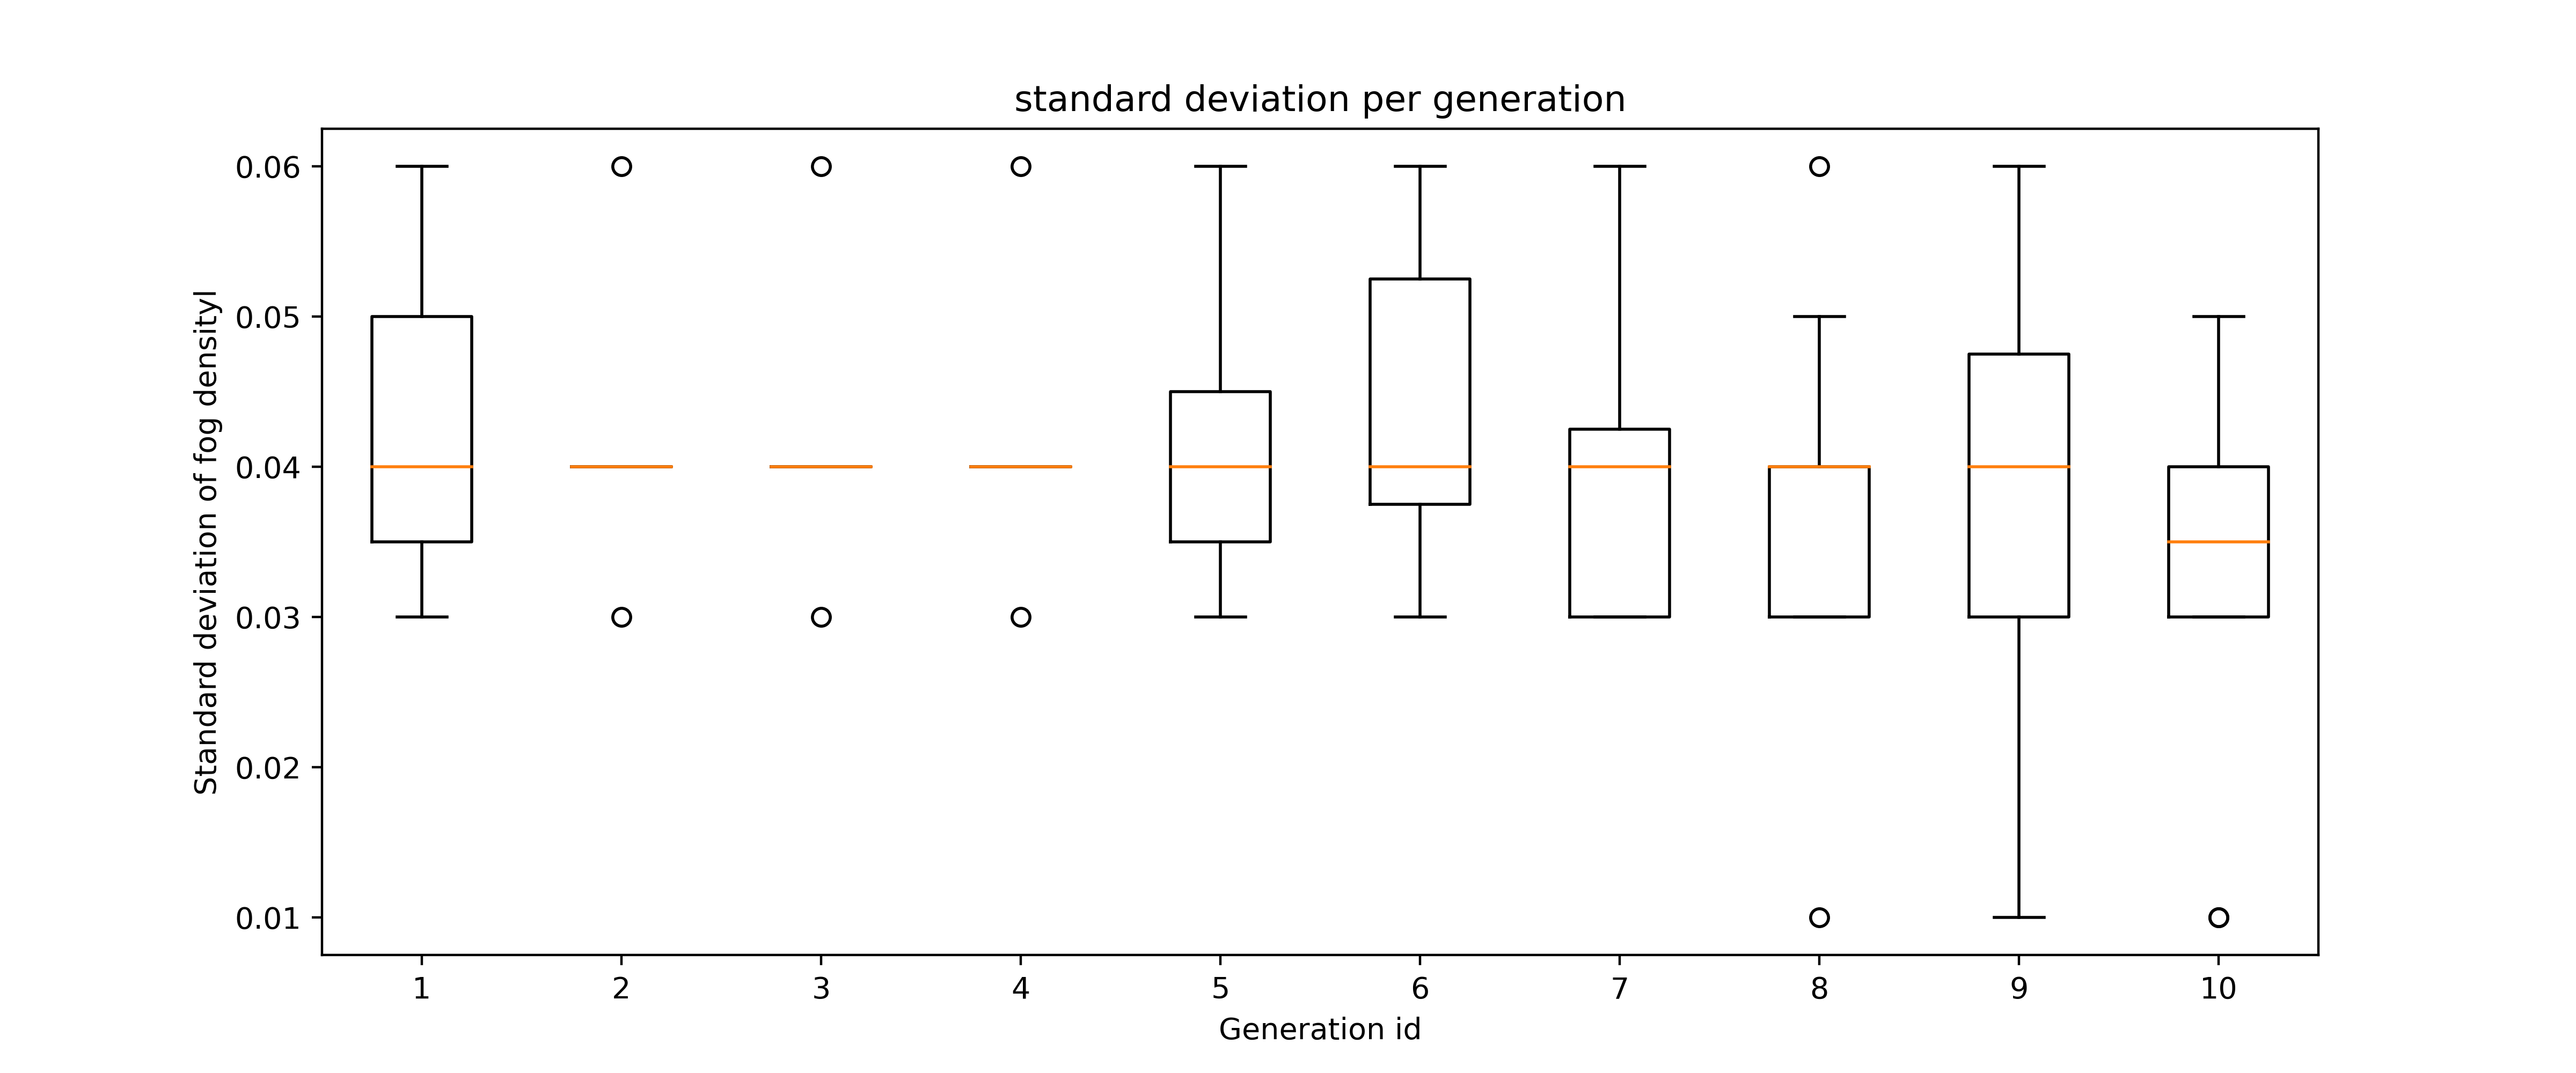 standard deviation per generation
Standard deviation of fog densityl
0.06
0.05
0.04
0.03
0.02
0.01
1 2 3 4 5 6 7 8 9 10
Generation id